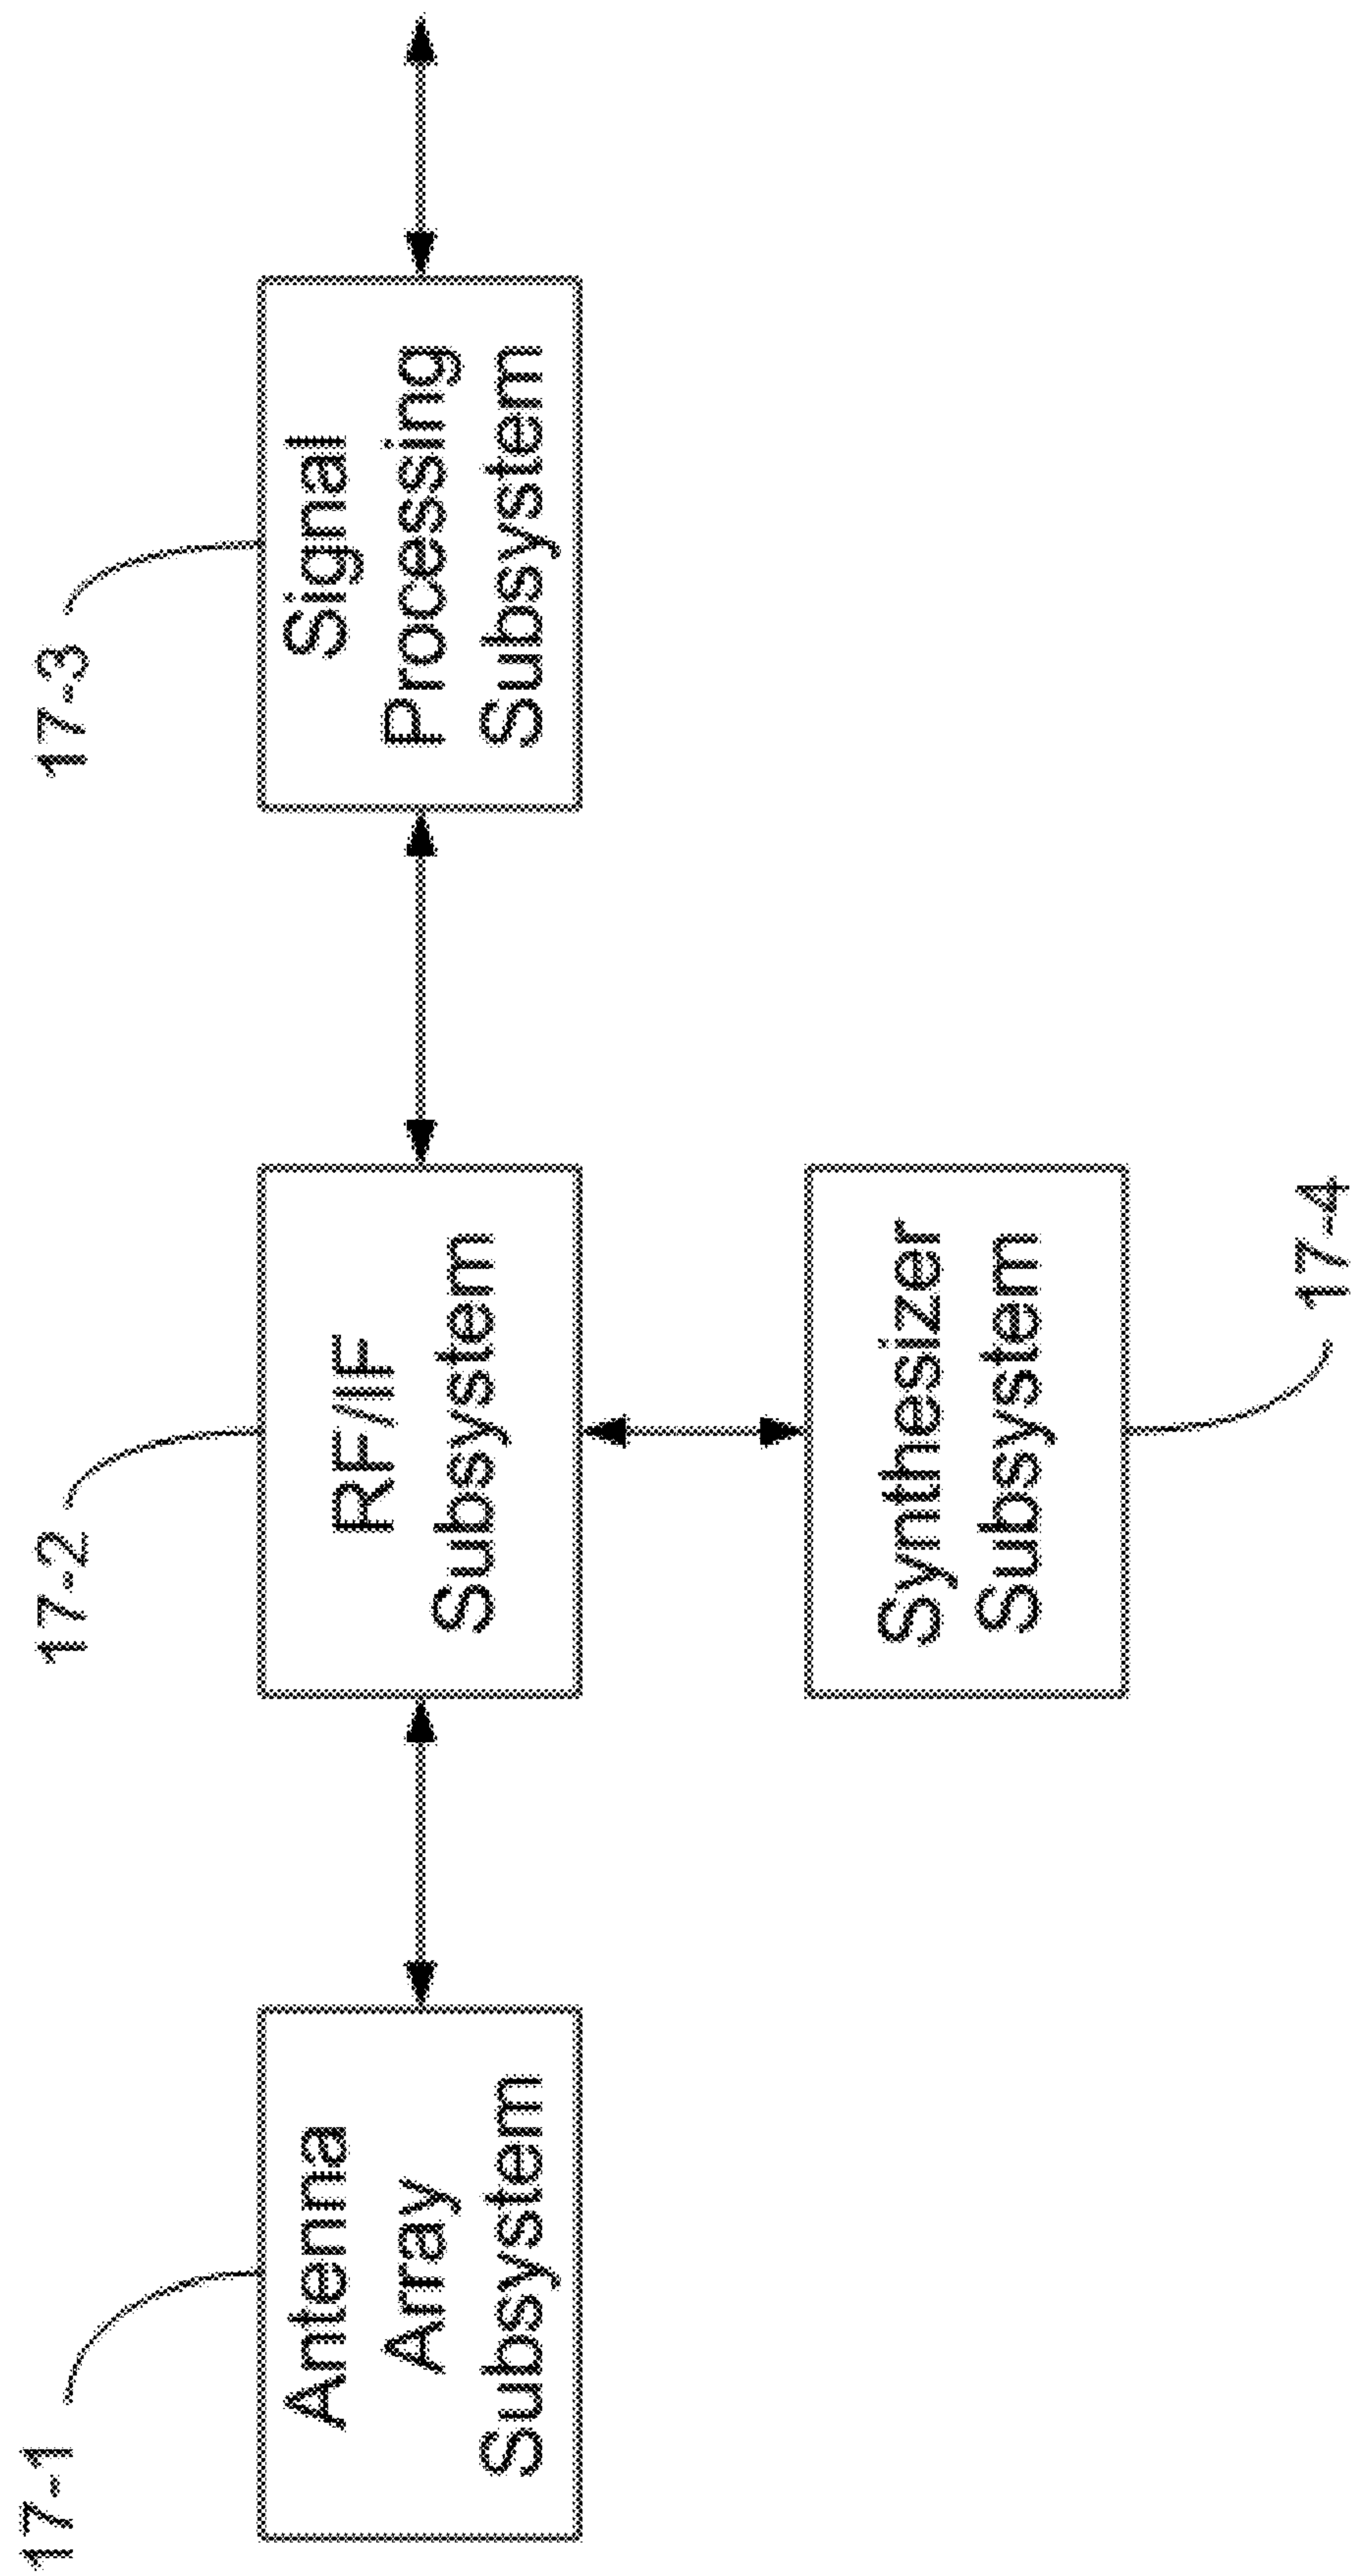 17-1
Antenna
Array
Subsystem
17-2
RF/IF
Subsystem
17-3
Signal
Processing
Subsystem
Synthesizer
Subsystem
17-4